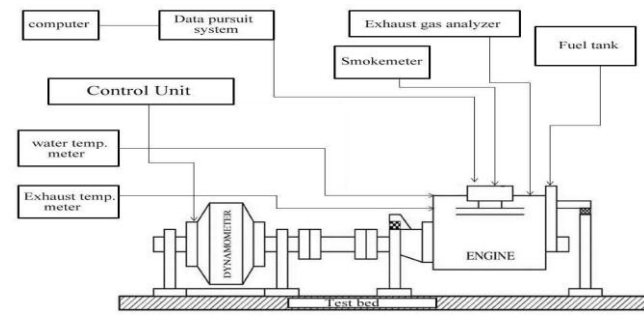 computer
Data pursuit
system
Exhaust gas analyzer
Fuel tank
Smokemeter
Control Unit
water temp.
meter
Exhaust temp.
meter
DYNAMOMETER
ENGINE
Test bed